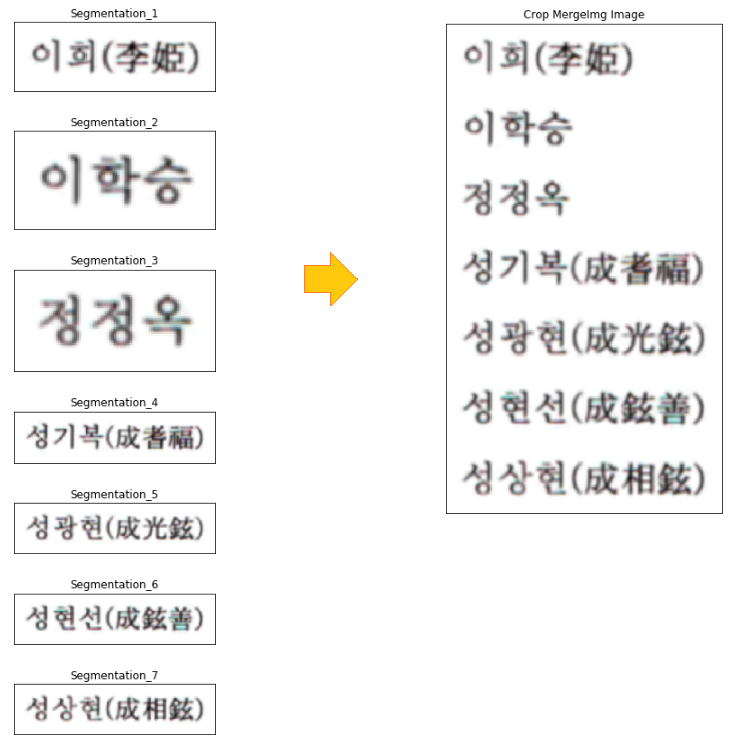 Segmentation_1
이희(李姬)
Segmentation_2
이학승
Segmentation_3
정정옥
Segmentation_4
성기복(成耆福)
Segmentation_5
성광현(成光鉉)
Segmentation_6
성현선(成鉉善)
Segmentation_7
성상현(成相鉉)
Crop MergeImg Image
이희(李姬)
이학승
정정옥
성기복(成耆福)
성광현(成光鉉)
성현선(成鉉善)
성상현(成相鉉)